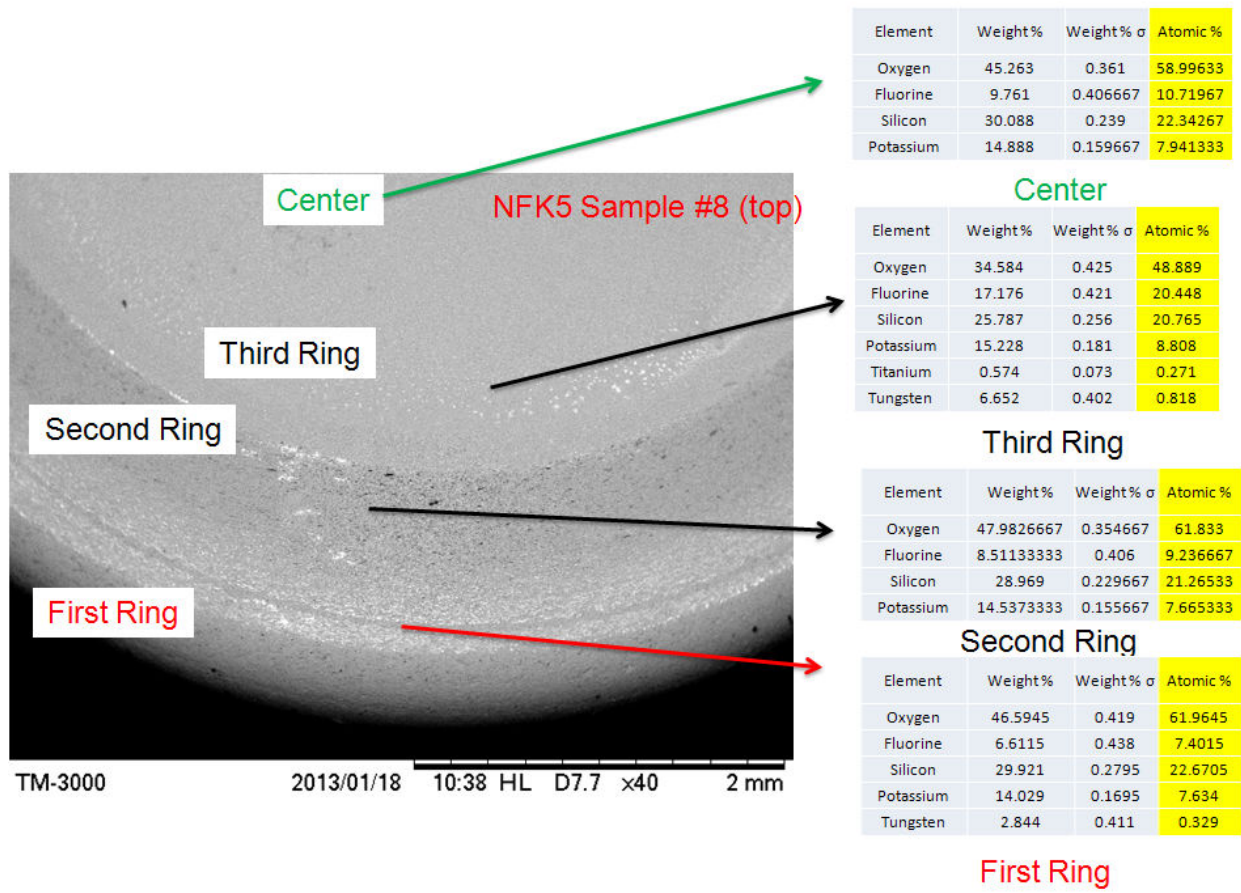 Element Weight% Weight% σ Atomic %
Oxygen 45.263 0.361 58.99633
Fluorine 9.761 0.406667 10.71967
Silicon 30.088 0.239 22.34267
Potassium 14.888 0.159667 7.941333
Center
Center
NFK5 Sample #8 (top)
Element Weight% Weight% σ Atomic %
Oxygen 34.584 0.425 48.889
Fluorine 17.176 0.421 20.448
Silicon 25.787 0.256 20.765
Potassium 15.228 0.181 8.808
Titanium 0.574 0.073 0.271
Tungsten 6.652 0.402 0.818
Third Ring
Third Ring
Second Ring
Element Weight% Weight% σ Atomic %
Oxygen 47.9826667 0.354667 61.833
Fluorine 8.51133333 0.406 9.236667
Silicon 28.969 0.229667 21.26533
Potassium 14.5373333 0.155667 7.665333
Second Ring
First Ring
Element Weight% Weight% σ Atomic %
Oxygen 46.5945 0.419 61.9645
Fluorine 6.6115 0.438 7.4015
Silicon 29.921 0.2795 22.6705
Potassium 14.029 0.1695 7.634
Tungsten 2.844 0.411 0.329
First Ring
TM-3000 2013/01/18 10:38 HL D7.7 x40 2 mm